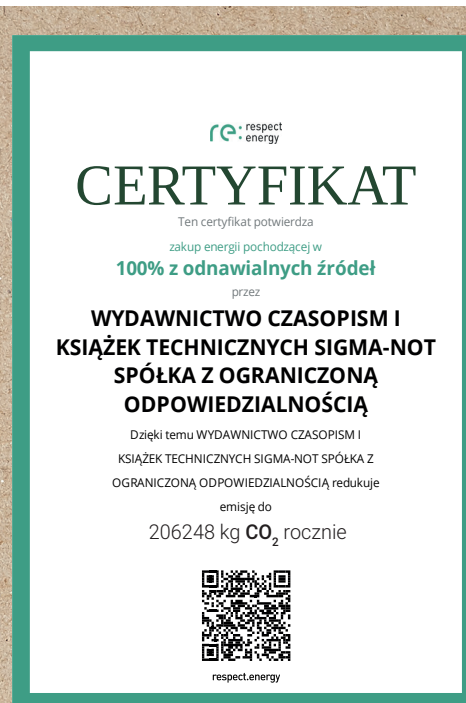 re: respect
energy
CERTYFIKAT
Ten certyfikat potwierdza
zakup energii pochodzącej w
100% z odnawialnych źródeł
przez
WYDAWNICTWO CZASOPISM I
KSIĄŻEK TECHNICZNYCH SIGMA-NOT
SPÓŁKA Z OGRANICZONĄ
ODPOWIEDZIALNOŚCIĄ
Dzięki temu WYDAWNICTWO CZASOPISM I
KSIĄŻEK TECHNICZNYCH SIGMA-NOT SPÓŁKA Z
OGRANICZONĄ ODPOWIEDZIALNOŚCIĄ redukuje
emisję do
206248 kg CO₂ rocznie
respect.energy